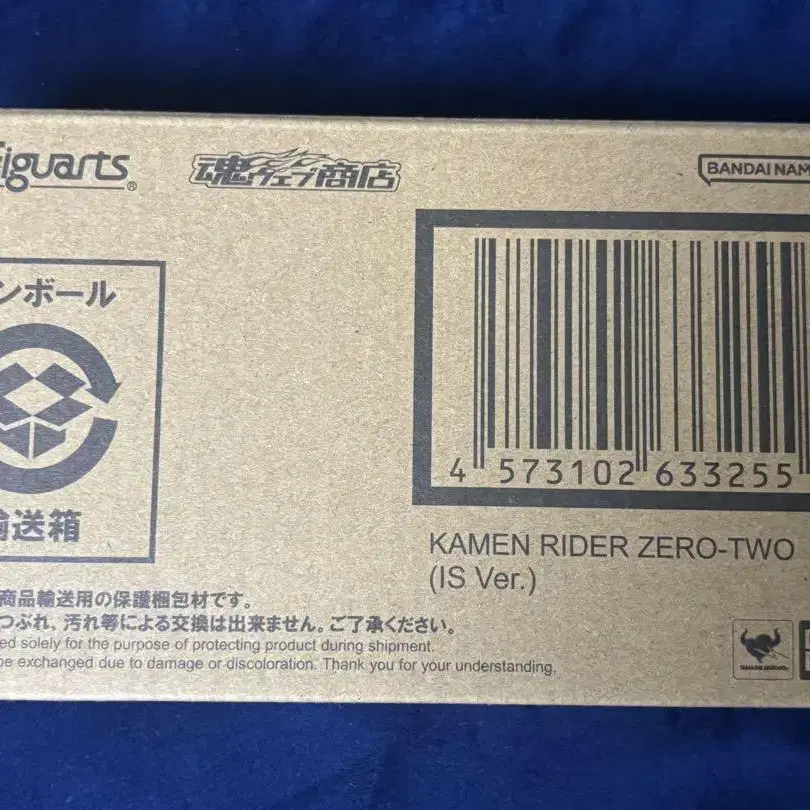 Figuarts®
魂ウェブ商店
BANDAI NAM
ンボール
輸送箱
4 573102 633255
KAMEN RIDER ZERO-TWO
(IS Ver.)
商品輸送用の保護梱包材です。
つぶれ、汚れ等による交換は出来ません。ご了承ください。
ed solely for the purpose of protecting product during shipment.
be exchanged due to damage or discoloration. Thank you for your understanding.